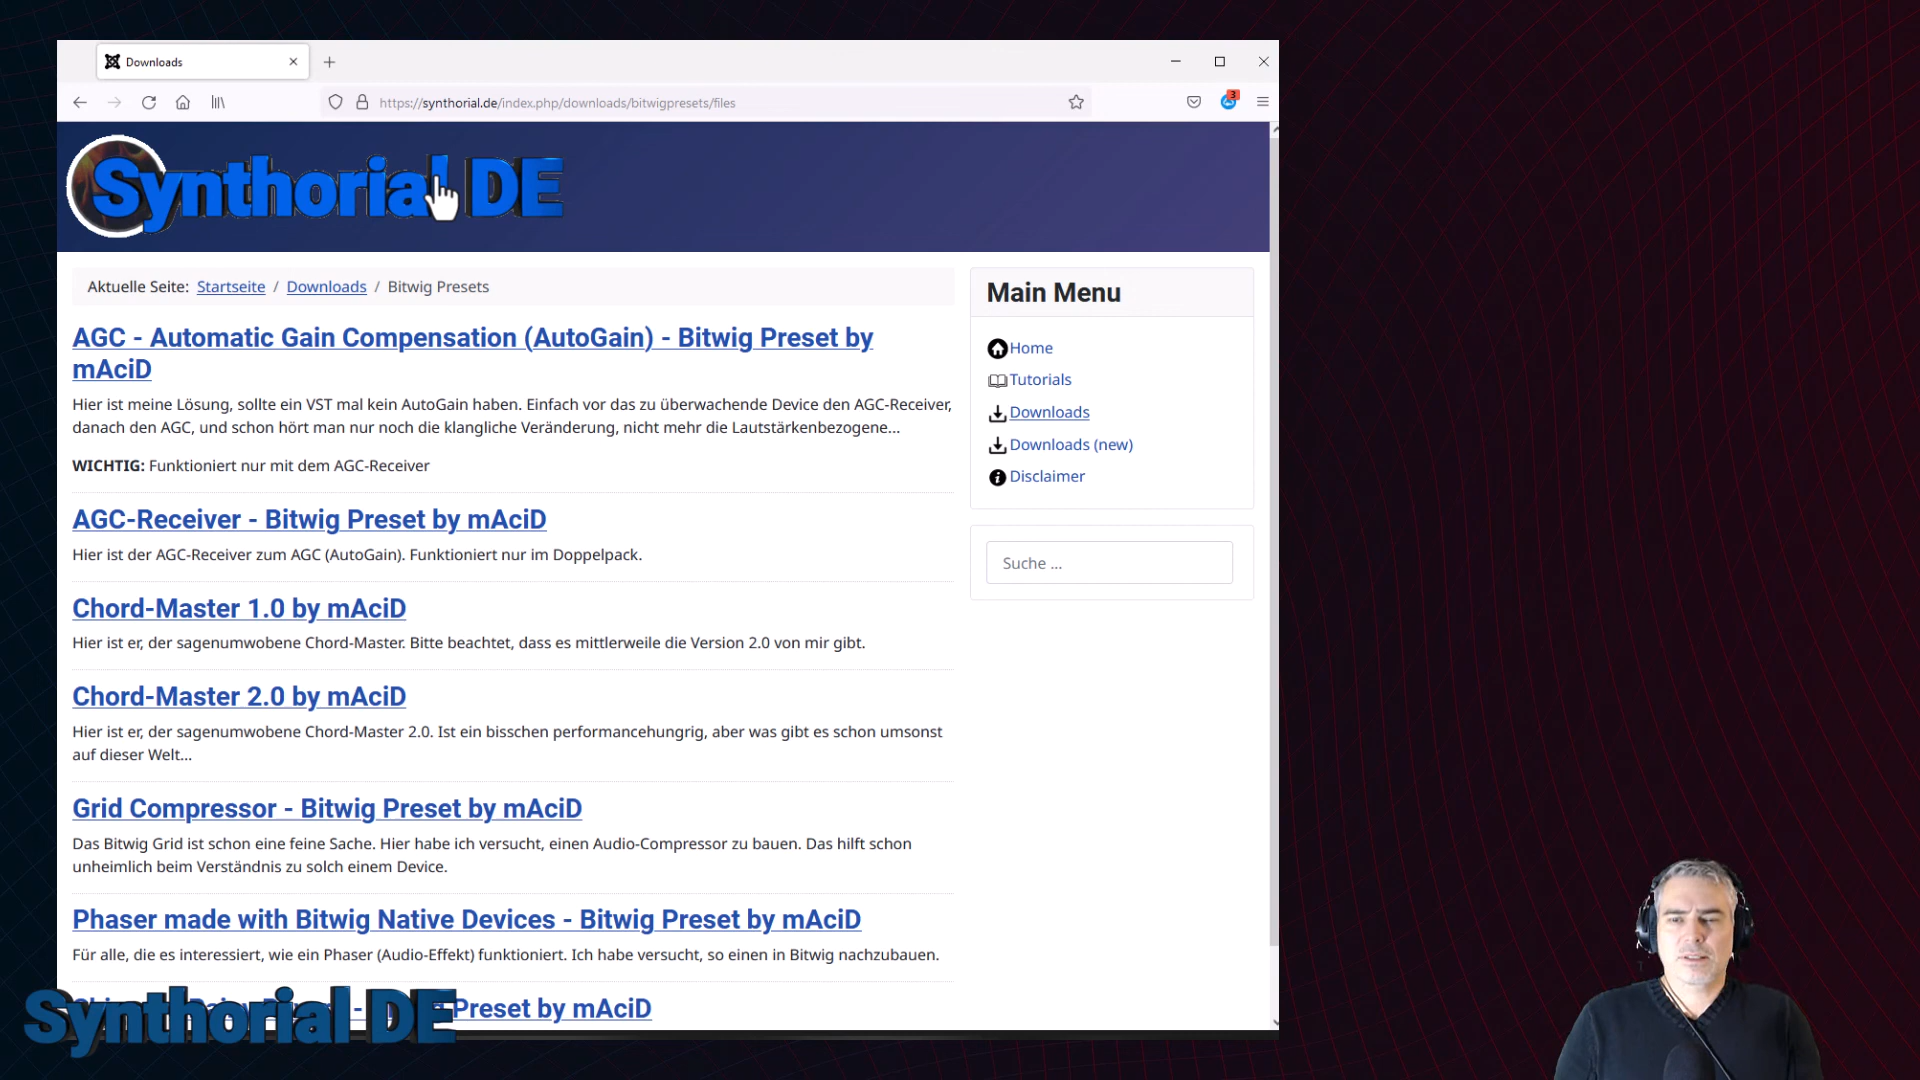 Downloads
https://synthorial.de/index.php/downloads/bitwigpresets/files
3
Synthorial DE
Aktuelle Seite: Startseite / Downloads / Bitwig Presets
AGC - Automatic Gain Compensation (AutoGain) - Bitwig Preset by
mAciD
Hier ist meine Lösung, sollte ein VST mal kein AutoGain haben. Einfach vor das zu überwachende Device den AGC-Receiver,
danach den AGC, und schon hört man nur noch die klangliche Veränderung, nicht mehr die Lautstärkenbezogene...
WICHTIG: Funktioniert nur mit dem AGC-Receiver
AGC-Receiver - Bitwig Preset by mAciD
Hier ist der AGC-Receiver zum AGC (AutoGain). Funktioniert nur im Doppelpack.
Chord-Master 1.0 by mAciD
Hier ist er, der sagenumwobene Chord-Master. Bitte beachtet, dass es mittlerweile die Version 2.0 von mir gibt.
Chord-Master 2.0 by mAciD
Hier ist er, der sagenumwobene Chord-Master 2.0. Ist ein bisschen performancehungrig, aber was gibt es schon umsonst
auf dieser Welt...
Grid Compressor - Bitwig Preset by mAciD
Das Bitwig Grid ist schon eine feine Sache. Hier habe ich versucht, einen Audio-Compressor zu bauen. Das hilft schon
unheimlich beim Verständnis zu solch einem Device.
Phaser made with Bitwig Native Devices - Bitwig Preset by mAciD
Für alle, die es interessiert, wie ein Phaser (Audio-Effekt) funktioniert. Ich habe versucht, so einen in Bitwig nachzubauen.
- Preset by mAciD
Main Menu
Home
Tutorials
Downloads
Downloads (new)
Disclaimer
Suche ...
Synthorial DE